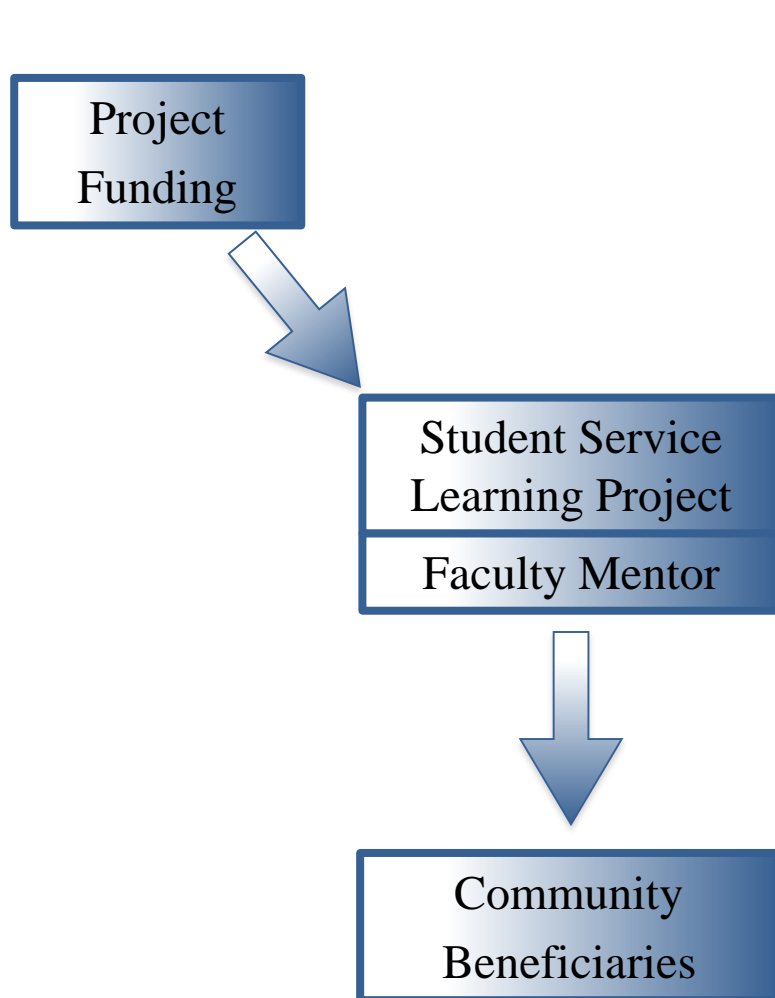 Project
Funding
Student Service
Learning Project
Faculty Mentor
Community
Beneficiaries